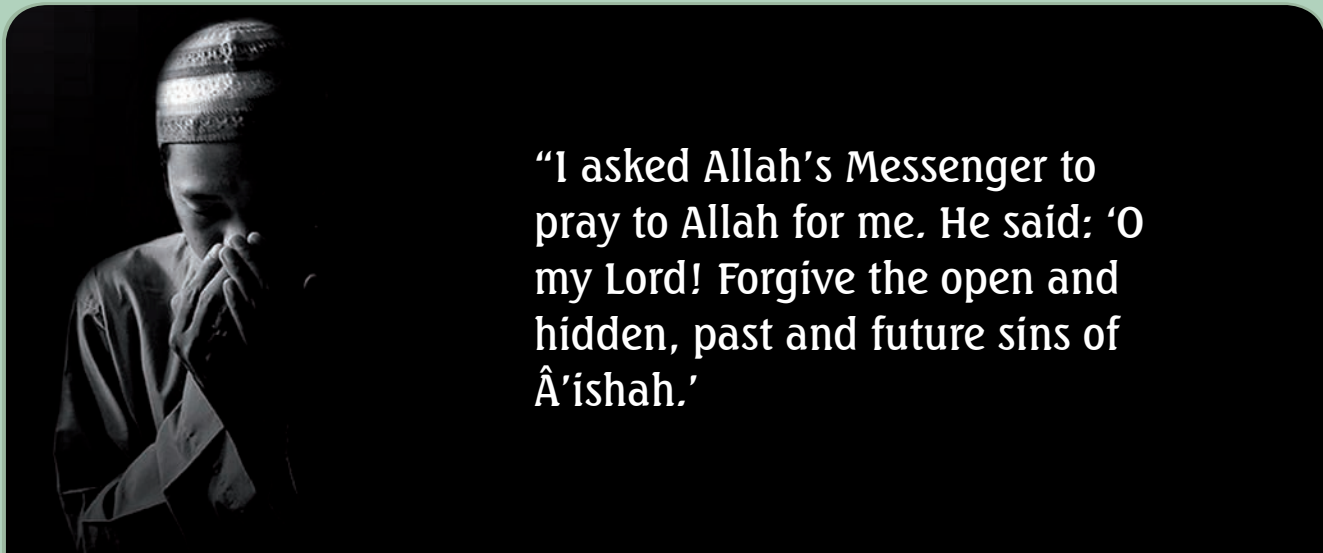 “I asked Allah’s Messenger to
pray to Allah for me. He said: ‘O
my Lord! Forgive the open and
hidden, past and future sins of
Â’ishah.’